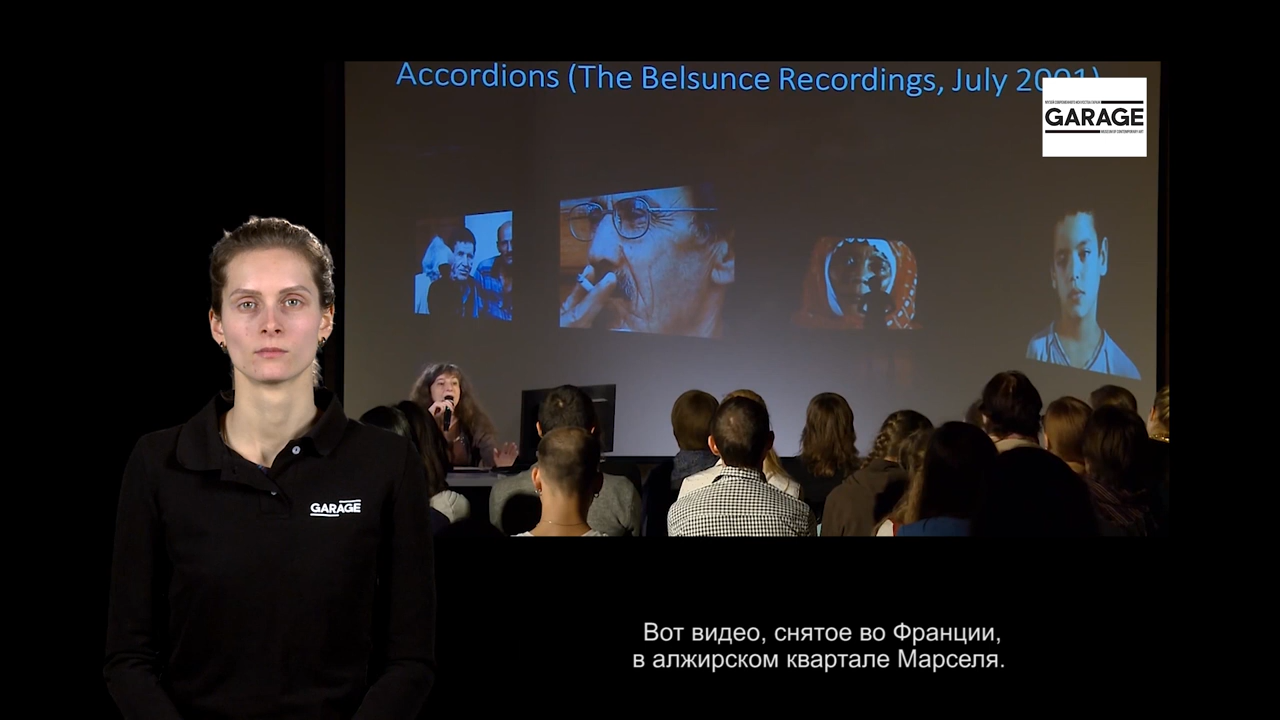 Accordions (The Belsunce Recordings, July 2001)
GARAGE
GARAGE
Вот видео, снятое во Франции,
в алжирском квартале Марселя.